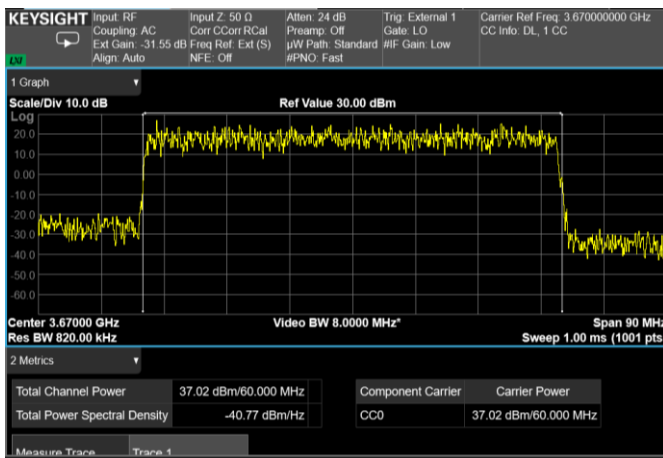 KEYSIGHT
Input: RF
Coupling: AC
Ext Gain: -31.55 dB
Align: Auto
Input Z: 50 Ω
Corr CCorr RCal
Freq Ref: Ext (S)
NFE: Off
Atten: 24 dB
Preamp: Off
µW Path: Standard
#PNO: Fast
Trig: External 1
Gate: LO
#IF Gain: Low
Carrier Ref Freq: 3.670000000 GHz
CC Info: DL, 1 CC
LXI
1 Graph
Scale/Div 10.0 dB
Ref Value 30.00 dBm
Log
20.0
10.0
0.00
-10.0
-20.0
-30.0
-40.0
-50.0
-60.0
Center 3.67000 GHz
Video BW 8.0000 MHz*
Span 90 MHz
Res BW 820.00 kHz
Sweep 1.00 ms (1001 pts
2 Metrics
Total Channel Power 37.02 dBm/60.000 MHz
Total Power Spectral Density -40.77 dBm/Hz
Component Carrier Carrier Power
CC0 37.02 dBm/60.000 MHz
Measure Trace Trace 1